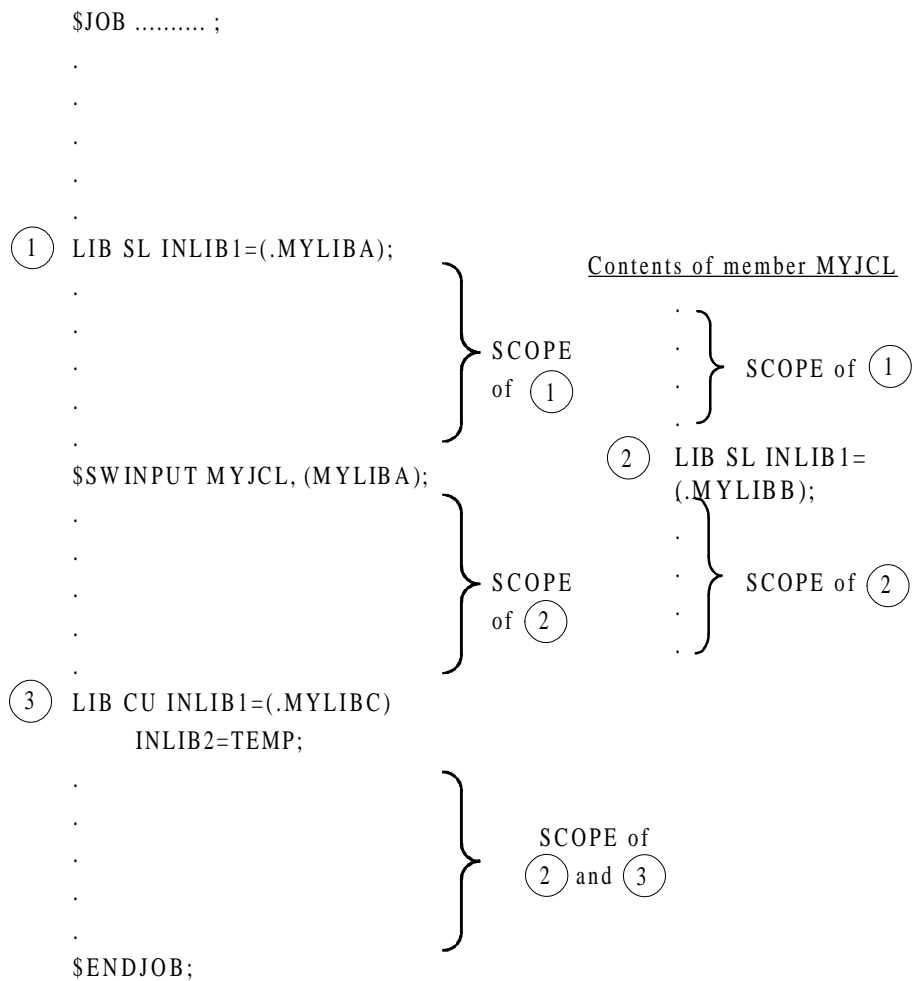 $JOB .......... ;
.
.
.
.
.
1 LIB SL INLIB1=(.MYLIBA);
.
.
.
.
.
SCOPE
of 1
$SWINPUT MYJCL, (MYLIBA);
.
.
.
.
.
SCOPE
of 2
3 LIB CU INLIB1=(.MYLIBC)
INLIB2=TEMP;
.
.
.
.
.
SCOPE of
2 and 3
$ENDJOB;
Contents of member MYJCL
.
.
.
.
SCOPE of 1
2 LIB SL INLIB1=
(.MYLIBB);
.
.
.
.
.
SCOPE of 2